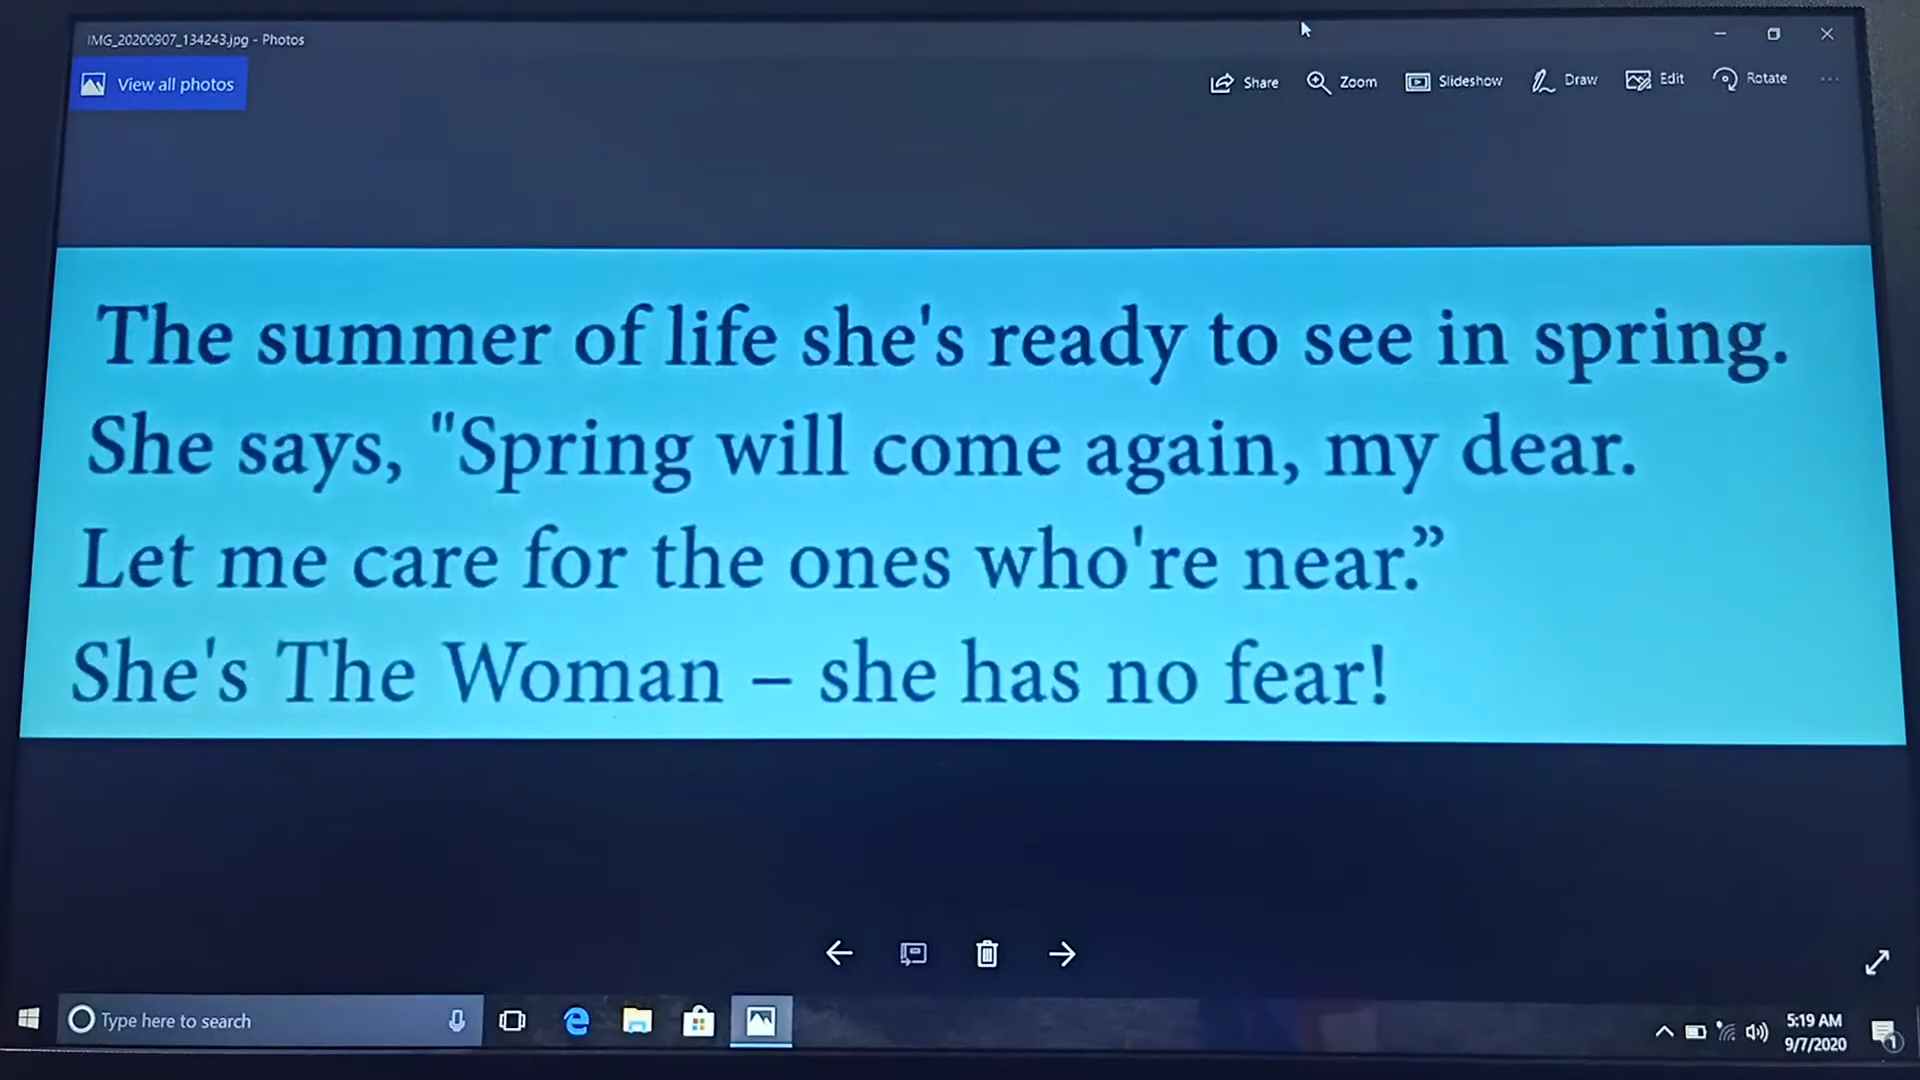 IMG_20200907_134243.jpg - Photos
View all photos
Share
Zoom
Slideshow
Draw
Edit
Rotate
The summer of life she's ready to see in spring.
She says, "Spring will come again, my dear.
Let me care for the ones who're near.”
She's The Woman – she has no fear!
Type here to search
5:19 AM
9/7/2020
1